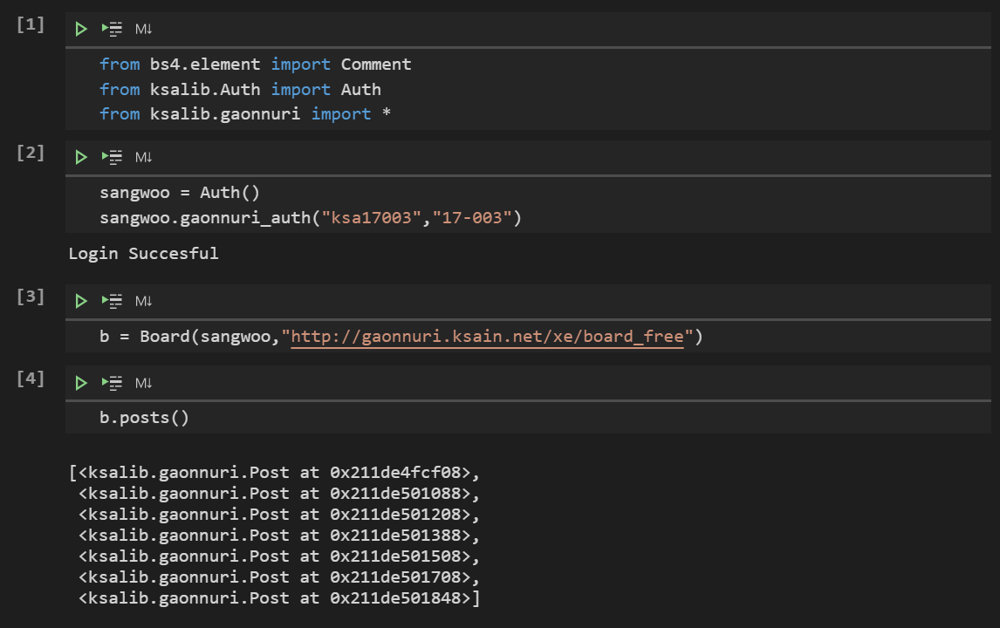 [1]
M↓
from bs4.element import Comment
from ksalib.Auth import Auth
from ksalib.gaonnuri import *
[2]
M↓
sangwoo = Auth()
sangwoo.gaonnuri_auth("ksa17003","17-003")
Login Succesful
[3]
M↓
b = Board(sangwoo,"http://gaonnuri.ksain.net/xe/board_free")
[4]
M↓
b.posts()
[<ksalib.gaonnuri.Post at 0x211de4fcf08>,
<ksalib.gaonnuri.Post at 0x211de501088>,
<ksalib.gaonnuri.Post at 0x211de501208>,
<ksalib.gaonnuri.Post at 0x211de501388>,
<ksalib.gaonnuri.Post at 0x211de501508>,
<ksalib.gaonnuri.Post at 0x211de501708>,
<ksalib.gaonnuri.Post at 0x211de501848>]